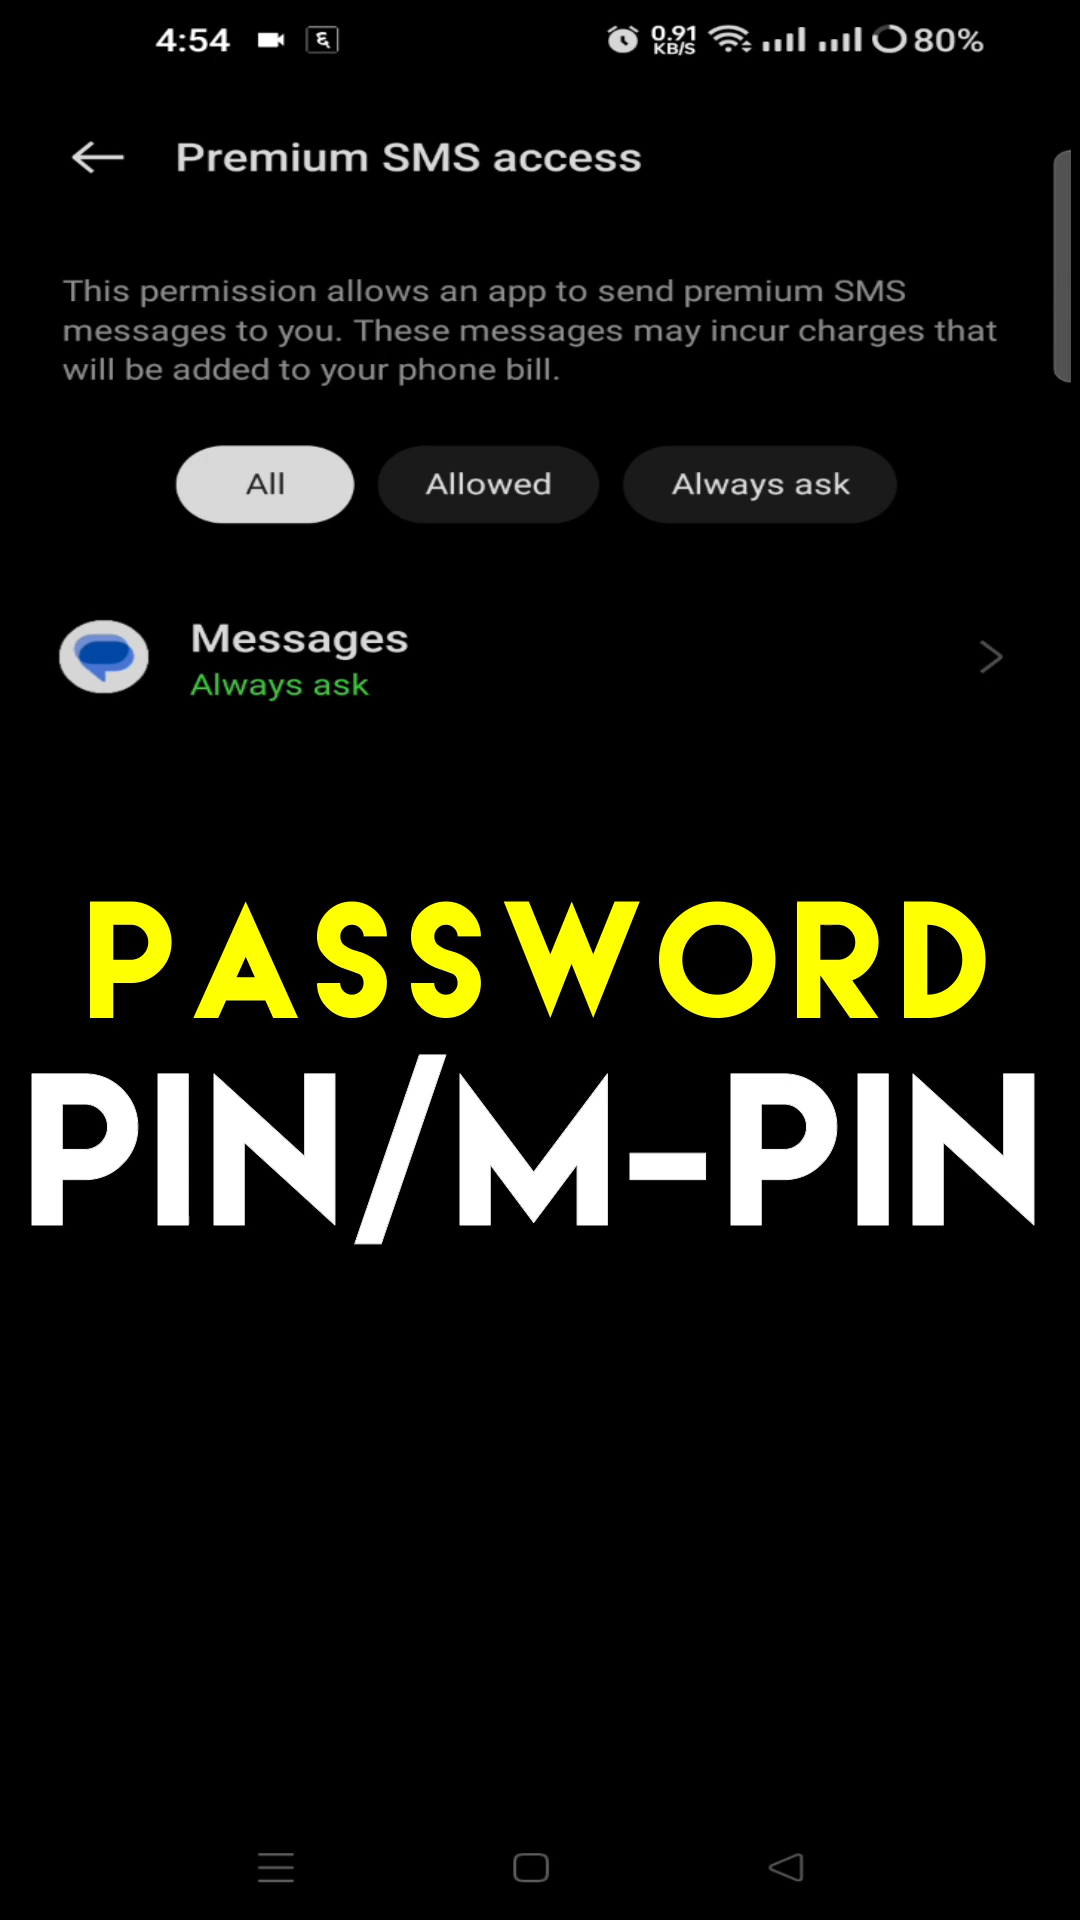 4:54 ६ 0.91 KB/S 80%
Premium SMS access
This permission allows an app to send premium SMS
messages to you. These messages may incur charges that
will be added to your phone bill.
All Allowed Always ask
Messages
Always ask
PASSWORD
PIN/M-PIN